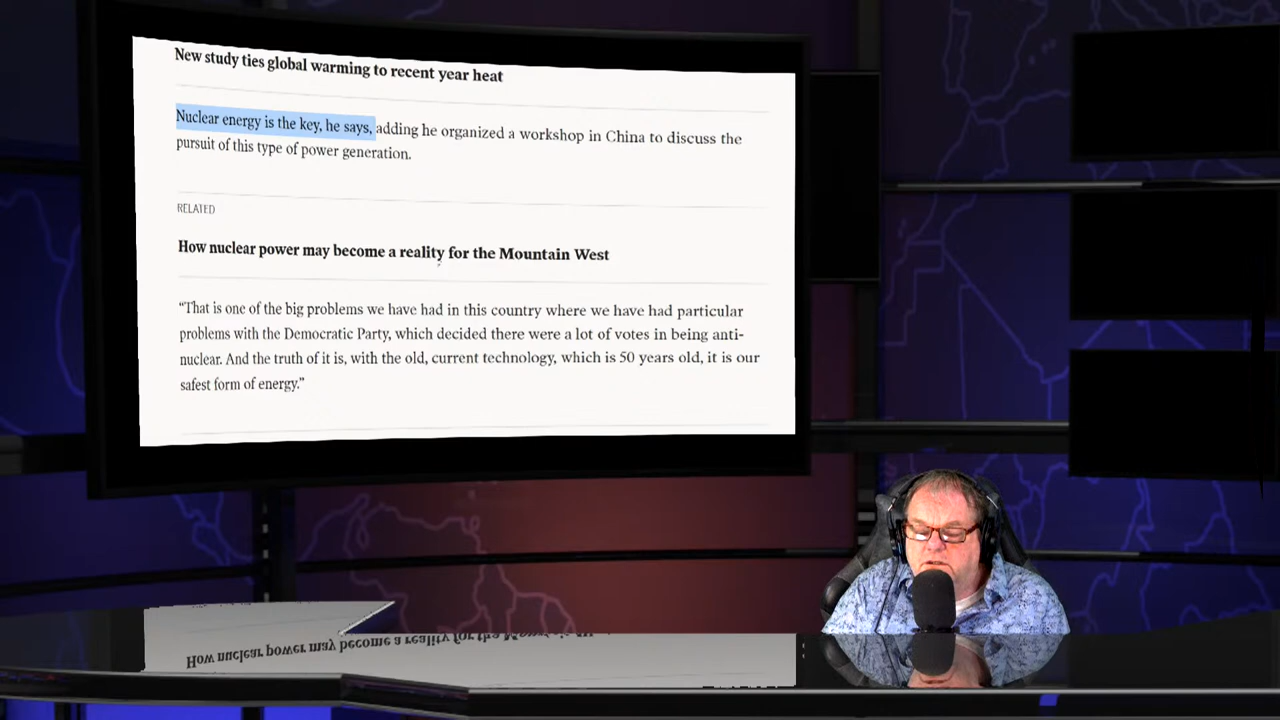 New study ties global warming to recent year heat
Nuclear energy is the key, he says, adding he organized a workshop in China to discuss the
pursuit of this type of power generation.
RELATED
How nuclear power may become a reality for the Mountain West
“That is one of the big problems we have had in this country where we have had particular
problems with the Democratic Party, which decided there were a lot of votes in being anti-
nuclear. And the truth of it is, with the old, current technology, which is 50 years old, it is our
safest form of energy.”
How nuclear power may become a reality for the